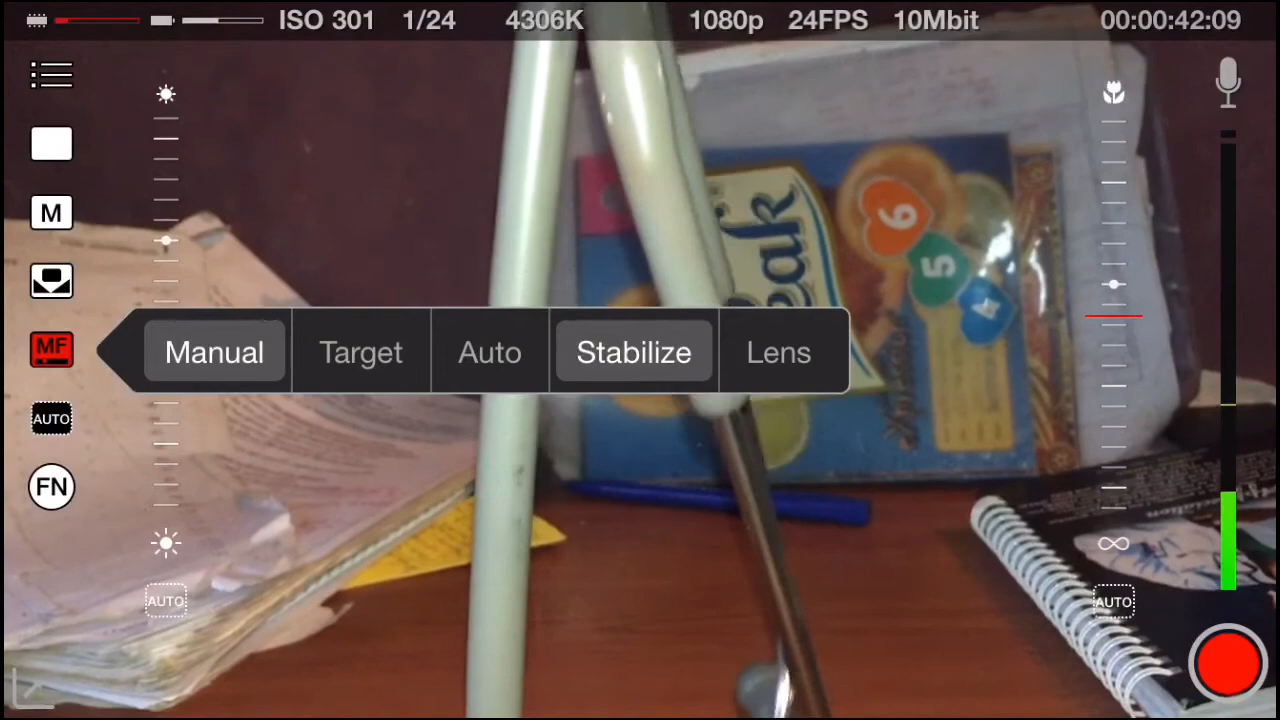 ISO 301 1/24 4306K 1080p 24FPS 10Mbit 00:00:42:09
M
MF
Manual Target Auto Stabilize Lens
AUTO
FN
AUTO
AUTO
eak
6
5
4